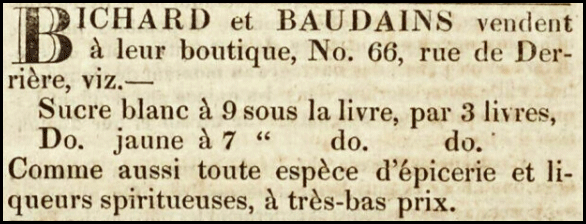 BICHARD et BAUDAINS vendent
à leur boutique, No. 66, rue de Der-
rière, viz.—
Sucre blanc à 9 sous la livre, par 3 livres,
Do. jaune à 7 “ do. do.
Comme aussi toute espèce d'épicerie et li-
queurs spiritueuses, à très-bas prix.